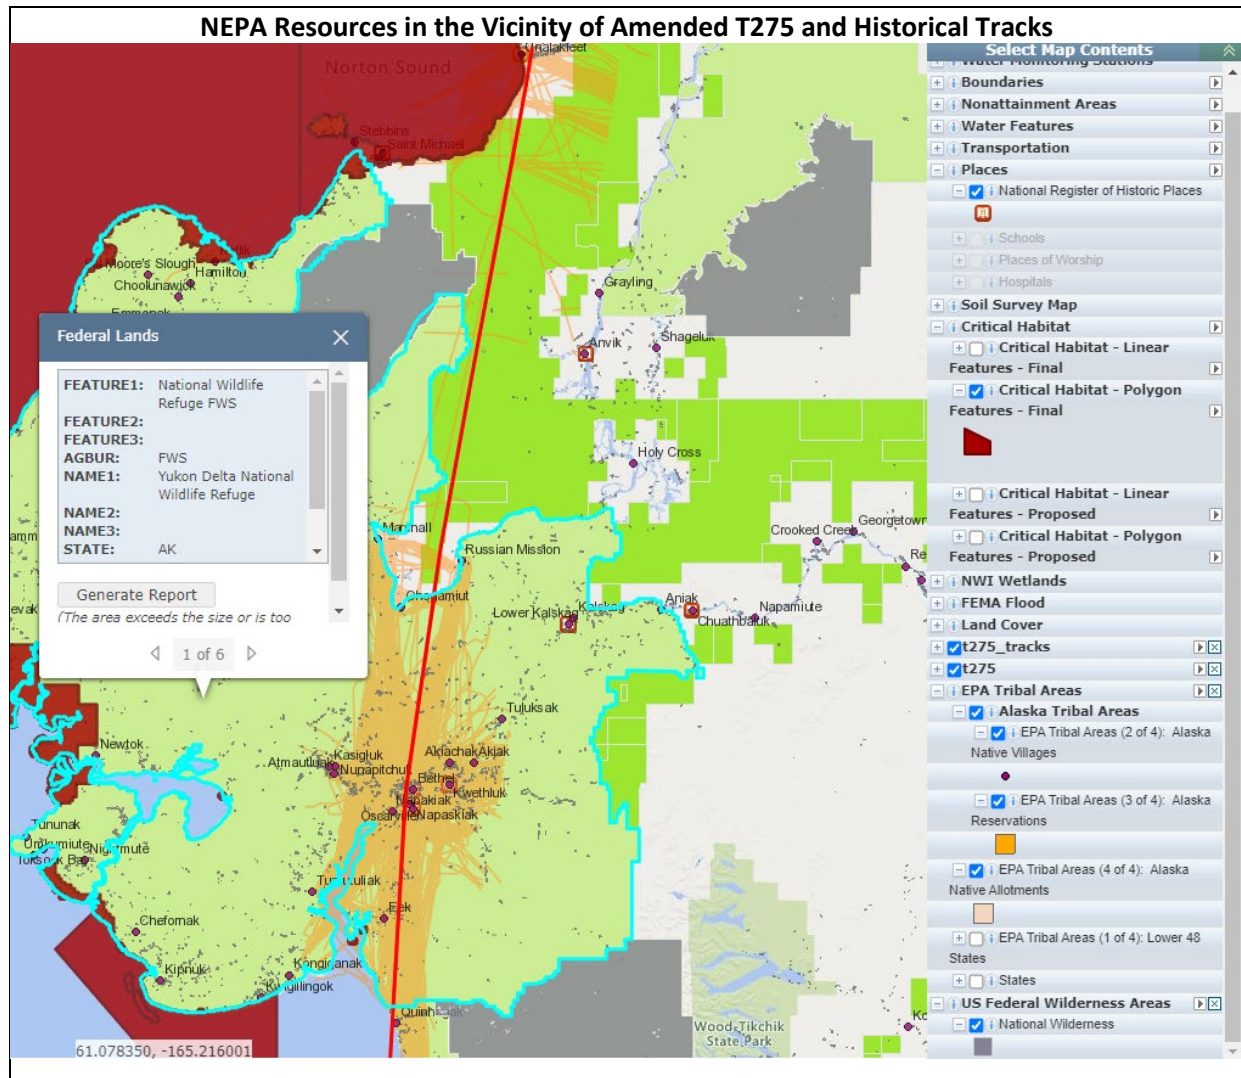 NEPA Resources in the Vicinity of Amended T275 and Historical Tracks
Unalakleet
Norton Sound
Stebbins
Saint Michael
Moore's Slough
Hamilton
Choolunawick
Grayling
Anvik
Shageluk
Holy Cross
Crooked Creek
Georgetown
Russian Mission
Lower Kalskag
Kalskag
Aniak
Chuathbaluk
Napamiute
Tuluksak
Newtok
Kasigluk
Atmautluak
Nunapitchuk
Akiachak
Akiak
Bethel
Kwethluk
Napakiak
Oscarville
Napaskiak
Tununak
Umkumiute
Nightmute
Toksook Bay
Tuntutuliak
Eek
Chefornak
Kipnuk
Kongiganak
Kwigillingok
Quinhagak
Wood-Tikchik
State Park
61.078350, -165.216001
Federal Lands
FEATURE1: National Wildlife
Refuge FWS
FEATURE2:
FEATURE3:
AGBUR: FWS
NAME1: Yukon Delta National
Wildlife Refuge
NAME2:
NAME3:
STATE: AK
Generate Report
(The area exceeds the size or is too
1 of 6
Select Map Contents
Water Monitoring Stations
Boundaries
Nonattainment Areas
Water Features
Transportation
Places
National Register of Historic Places
Schools
Places of Worship
Hospitals
Soil Survey Map
Critical Habitat
Critical Habitat - Linear
Features - Final
Critical Habitat - Polygon
Features - Final
Critical Habitat - Linear
Features - Proposed
Critical Habitat - Polygon
Features - Proposed
NWI Wetlands
FEMA Flood
Land Cover
t275_tracks
t275
EPA Tribal Areas
Alaska Tribal Areas
EPA Tribal Areas (2 of 4): Alaska
Native Villages
EPA Tribal Areas (3 of 4): Alaska
Reservations
EPA Tribal Areas (4 of 4): Alaska
Native Allotments
EPA Tribal Areas (1 of 4): Lower 48
States
States
US Federal Wilderness Areas
National Wilderness